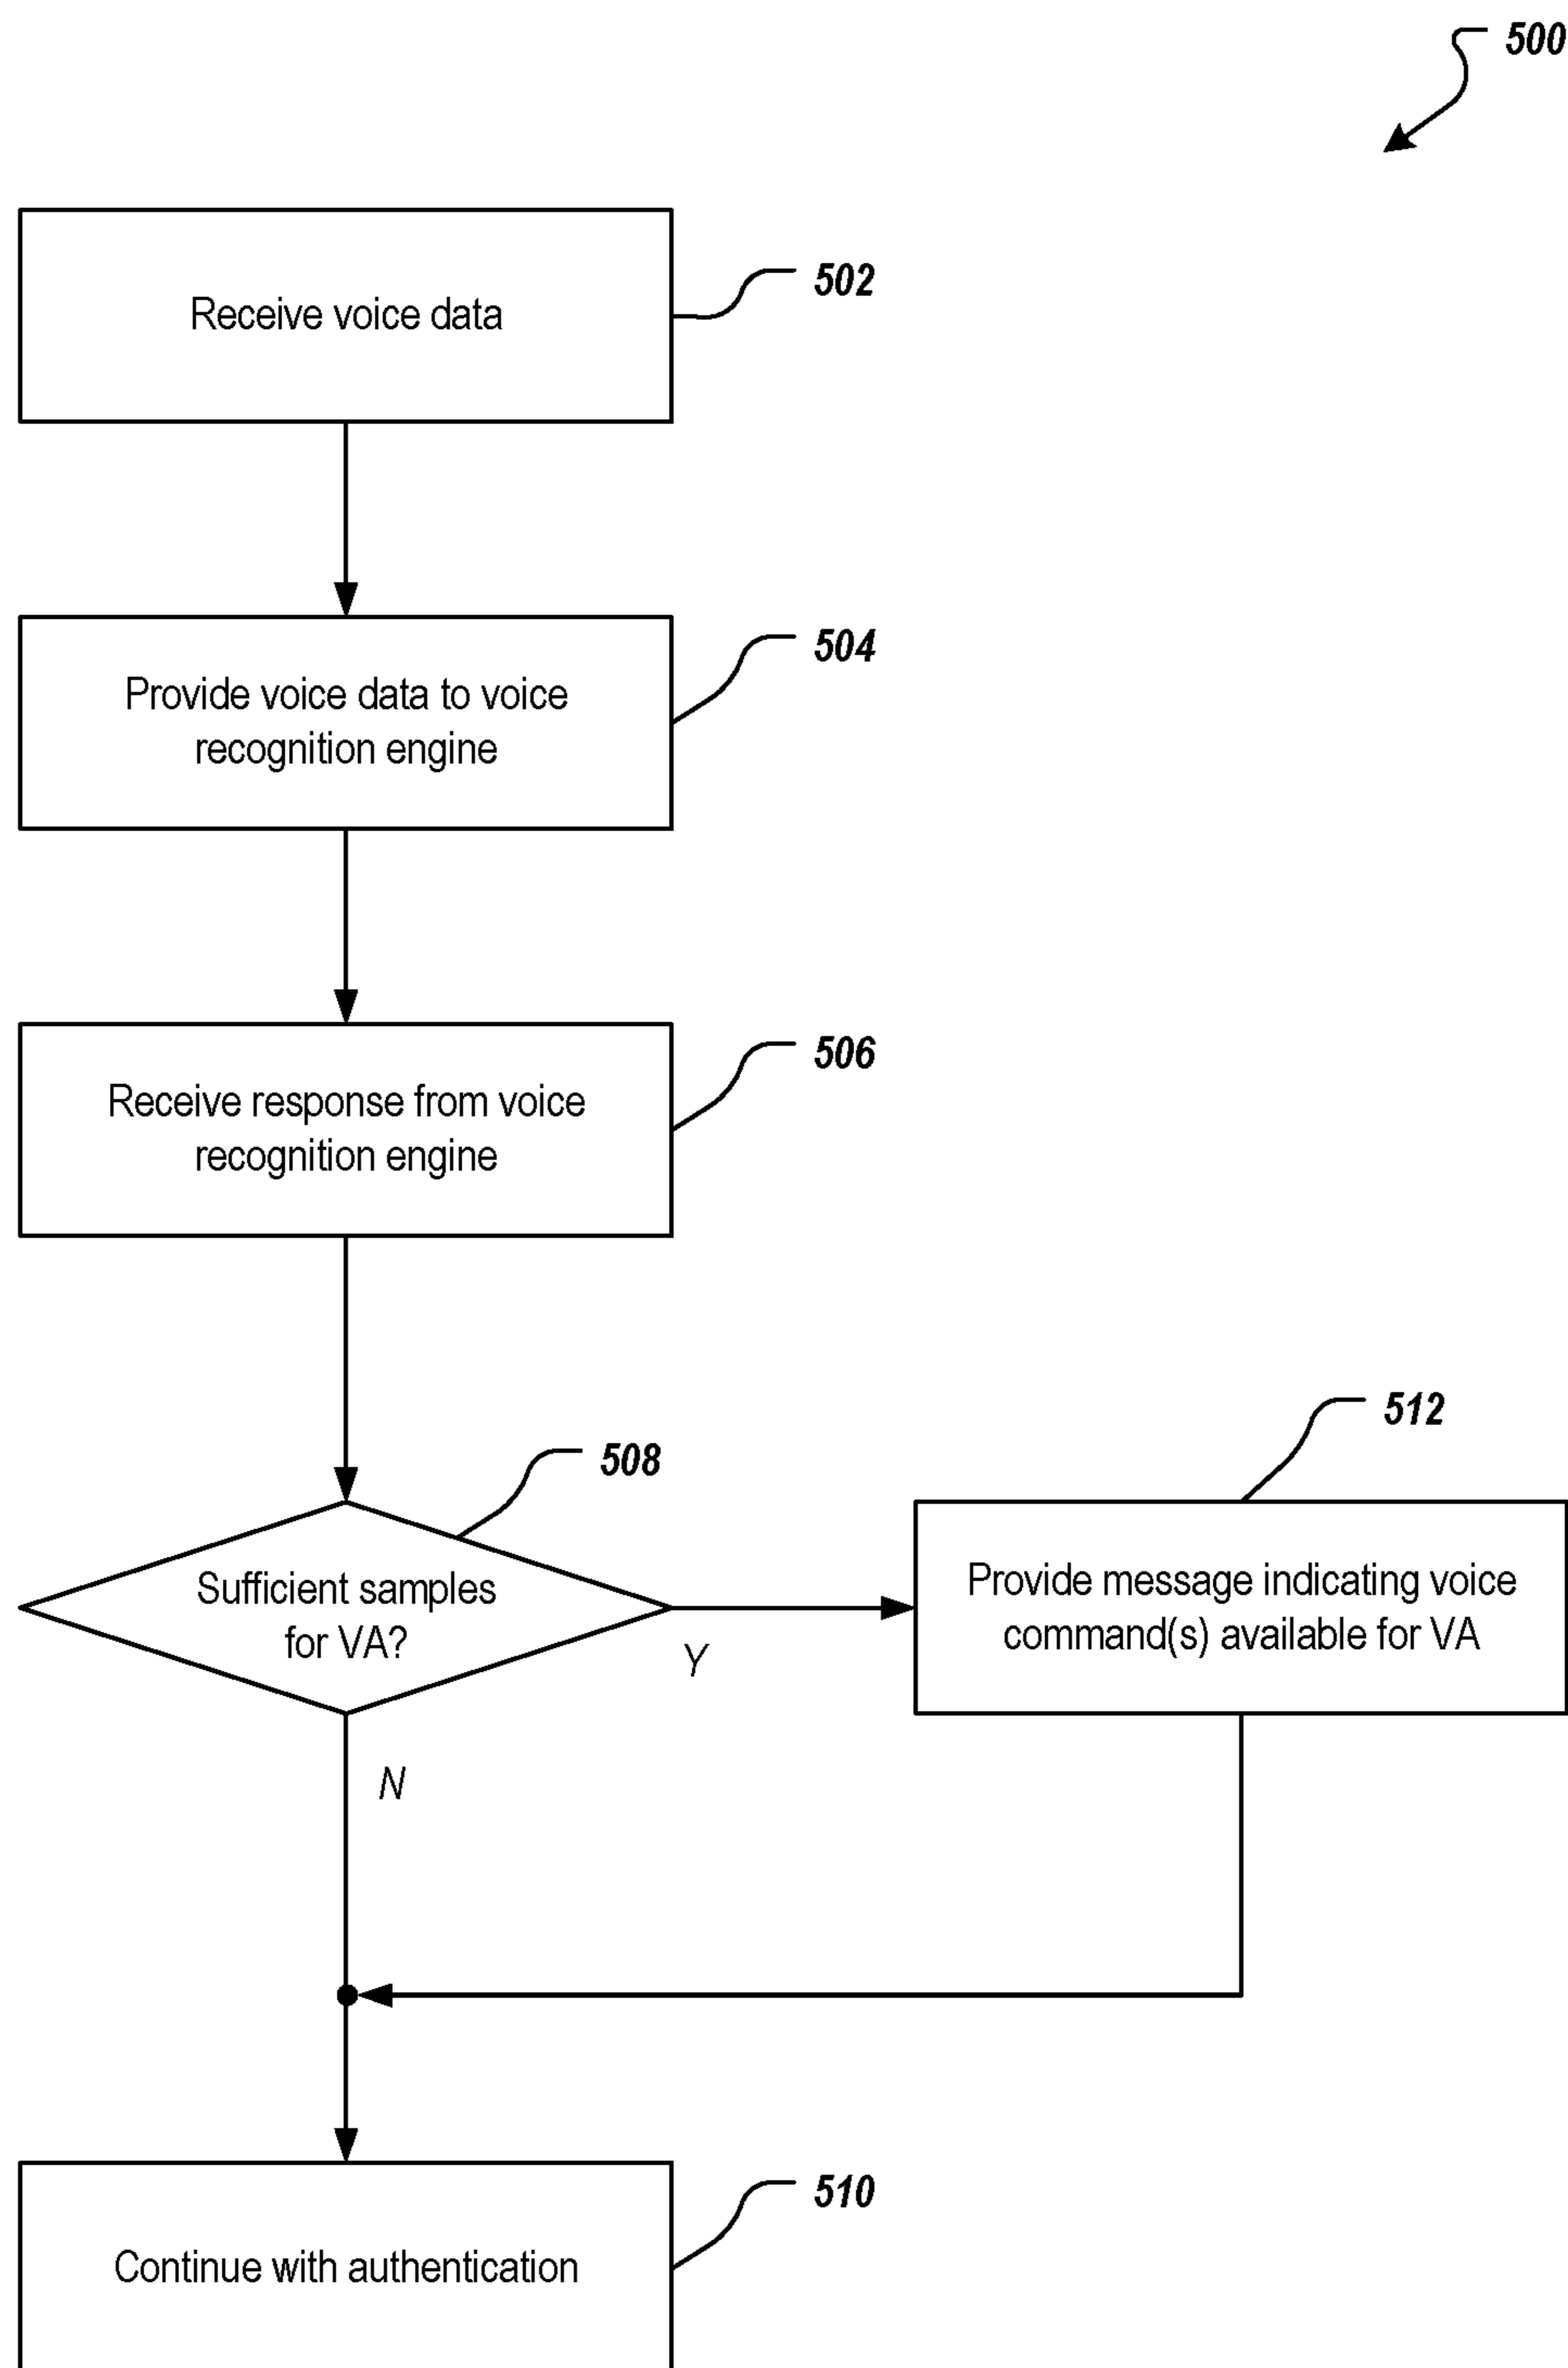 500
Receive voice data
502
Provide voice data to voice
recognition engine
504
Receive response from voice
recognition engine
506
Sufficient samples
for VA?
508
Y
N
Provide message indicating voice
command(s) available for VA
512
Continue with authentication
510